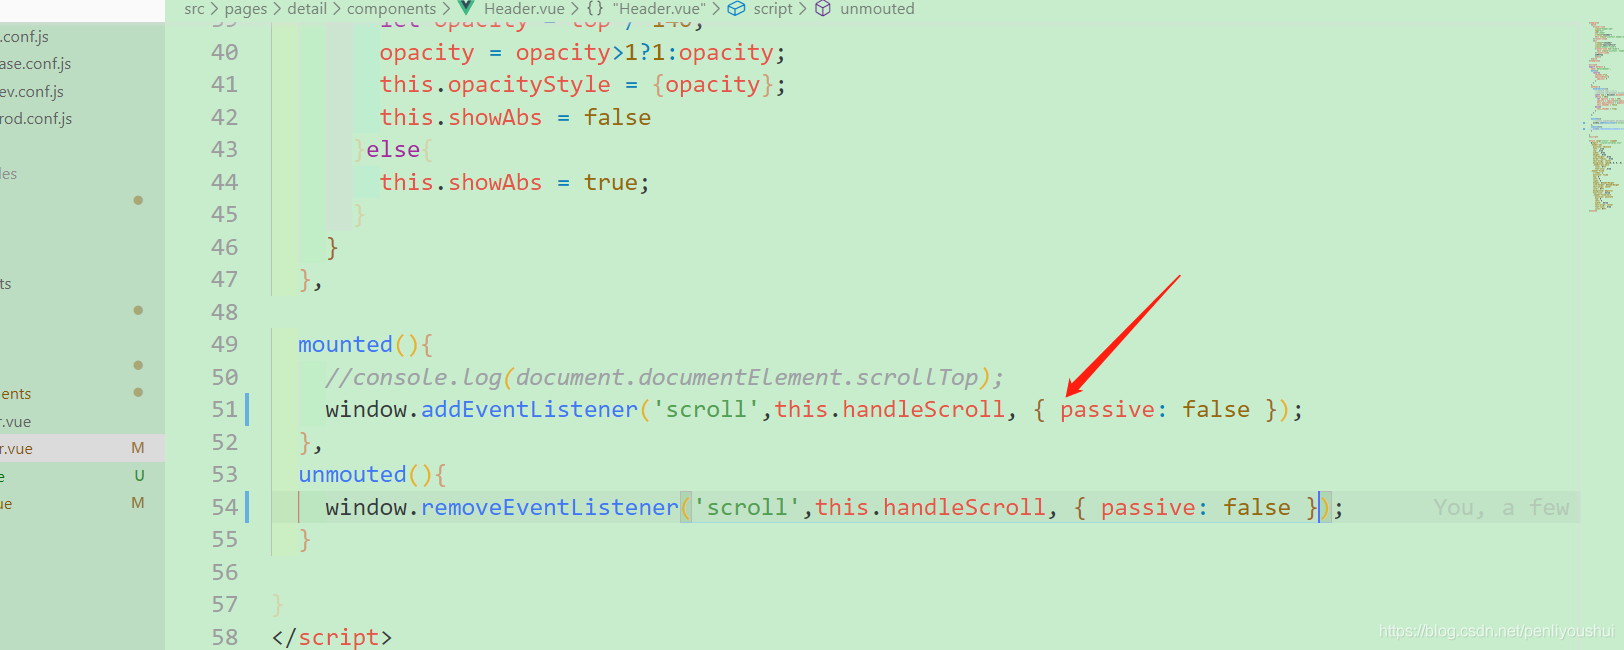 src > pages > detail > components > Header.vue > {} "Header.vue" > script > unmouted
.conf.js
ase.conf.js
ev.conf.js
rod.conf.js
les
ts
ents
r.vue
r.vue M
e U
ue M
39 let opacity = top / 140;
40 opacity = opacity>1?1:opacity;
41 this.opacityStyle = {opacity};
42 this.showAbs = false
43 }else{
44 this.showAbs = true;
45 }
46 }
47 },
48
49 mounted(){
50 //console.log(document.documentElement.scrollTop);
51 window.addEventListener('scroll',this.handleScroll, { passive: false });
52 },
53 unmouted(){
54 window.removeEventListener('scroll',this.handleScroll, { passive: false }); You, a few
55 }
56
57 }
58 </script>
https://blog.csdn.net/penliyoushui